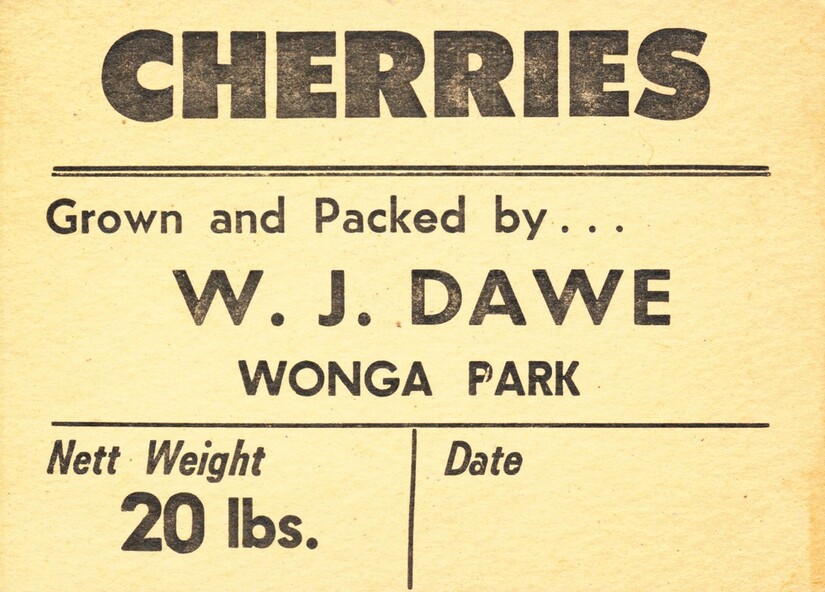 CHERRIES
Grown and Packed by...
W. J. DAWE
WONGA PARK
Nett Weight
20 lbs.
Date